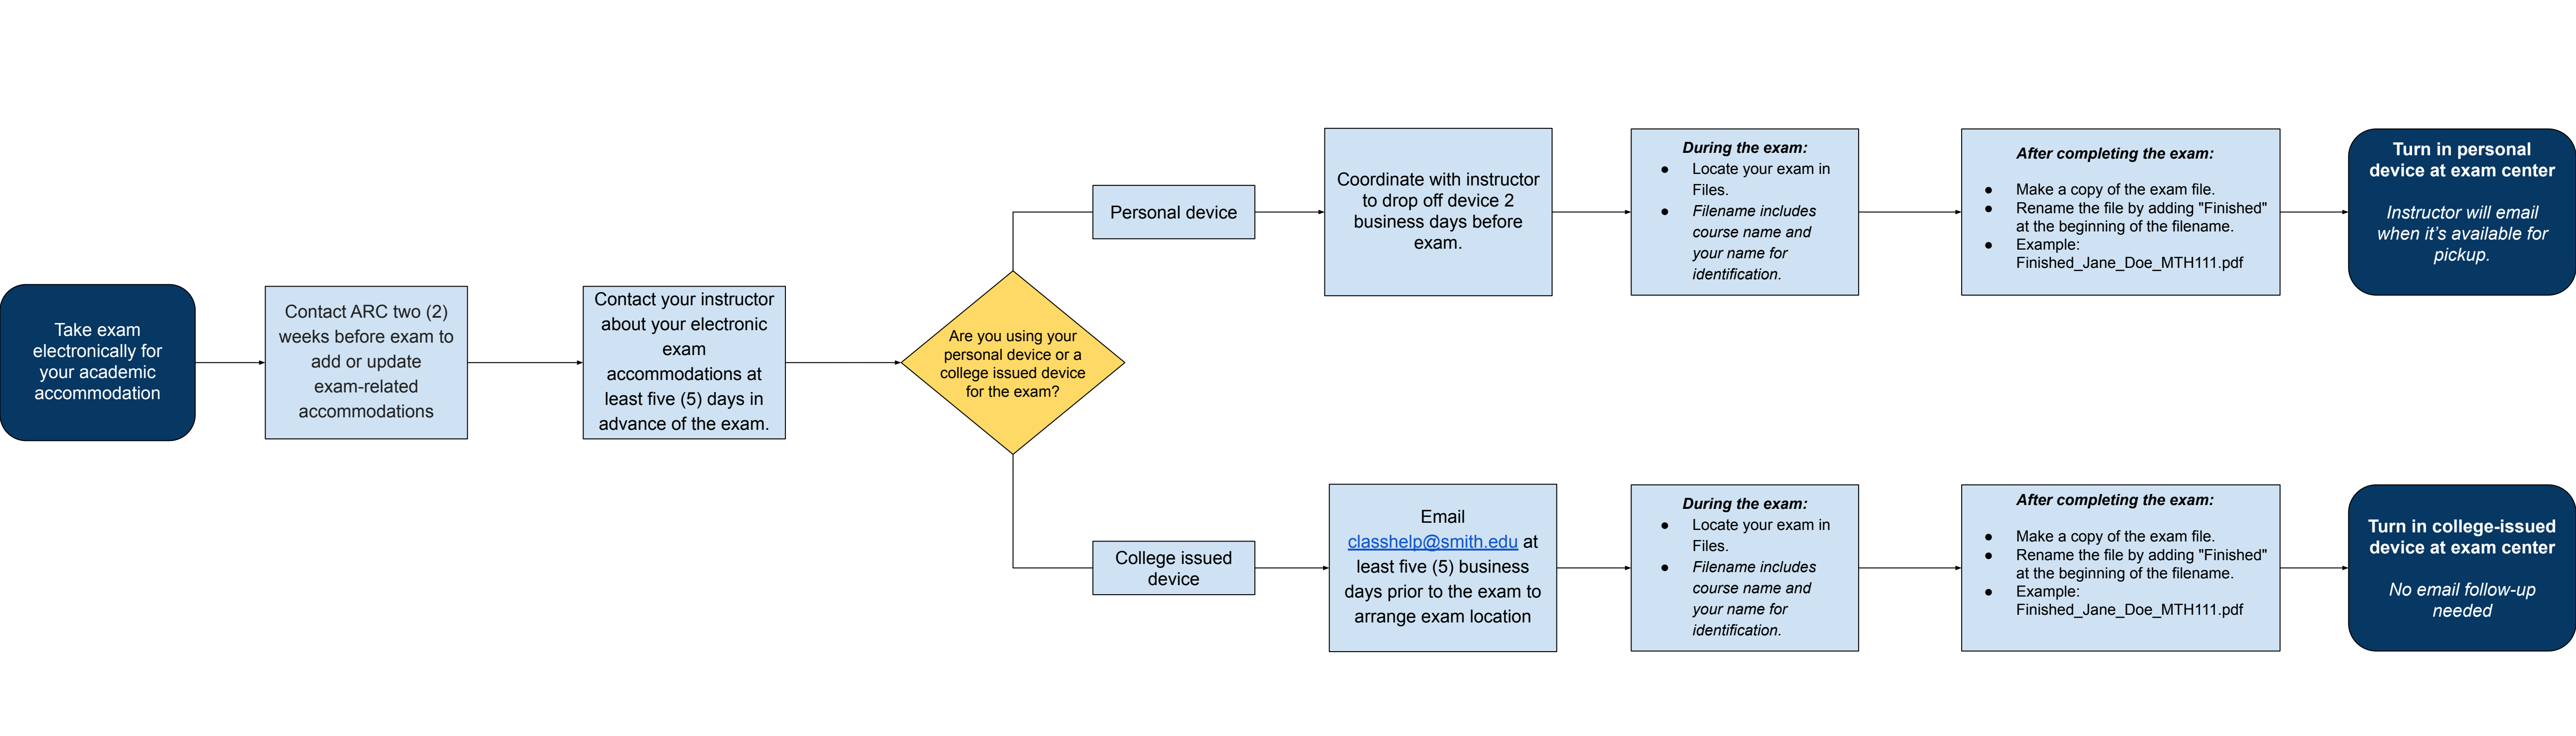 Take exam
electronically for
your academic
accommodation
Contact ARC two (2)
weeks before exam to
add or update
exam-related
accommodations
Contact your instructor
about your electronic
exam
accommodations at
least five (5) days in
advance of the exam.
Are you using your
personal device or a
college issued device
for the exam?
Personal device
Coordinate with instructor
to drop off device 2
business days before
exam.
During the exam:
● Locate your exam in
Files.
● Filename includes
course name and
your name for
identification.
After completing the exam:
● Make a copy of the exam file.
● Rename the file by adding "Finished"
at the beginning of the filename.
● Example:
Finished_Jane_Doe_MTH111.pdf
Turn in personal
device at exam center
Instructor will email
when it’s available for
pickup.
College issued
device
Email
classhelp@smith.edu at
least five (5) business
days prior to the exam to
arrange exam location
During the exam:
● Locate your exam in
Files.
● Filename includes
course name and
your name for
identification.
After completing the exam:
● Make a copy of the exam file.
● Rename the file by adding "Finished"
at the beginning of the filename.
● Example:
Finished_Jane_Doe_MTH111.pdf
Turn in college-issued
device at exam center
No email follow-up
needed